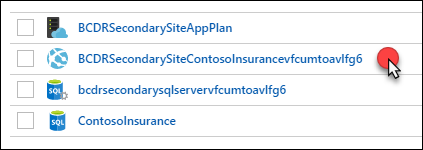 BCDRSecondarySiteAppPlan
BCDRSecondarySiteContosoInsurancevfcumtoavlfg6
bcdrsecondarysqlservervfcumtoavlfg6
ContosoInsurance